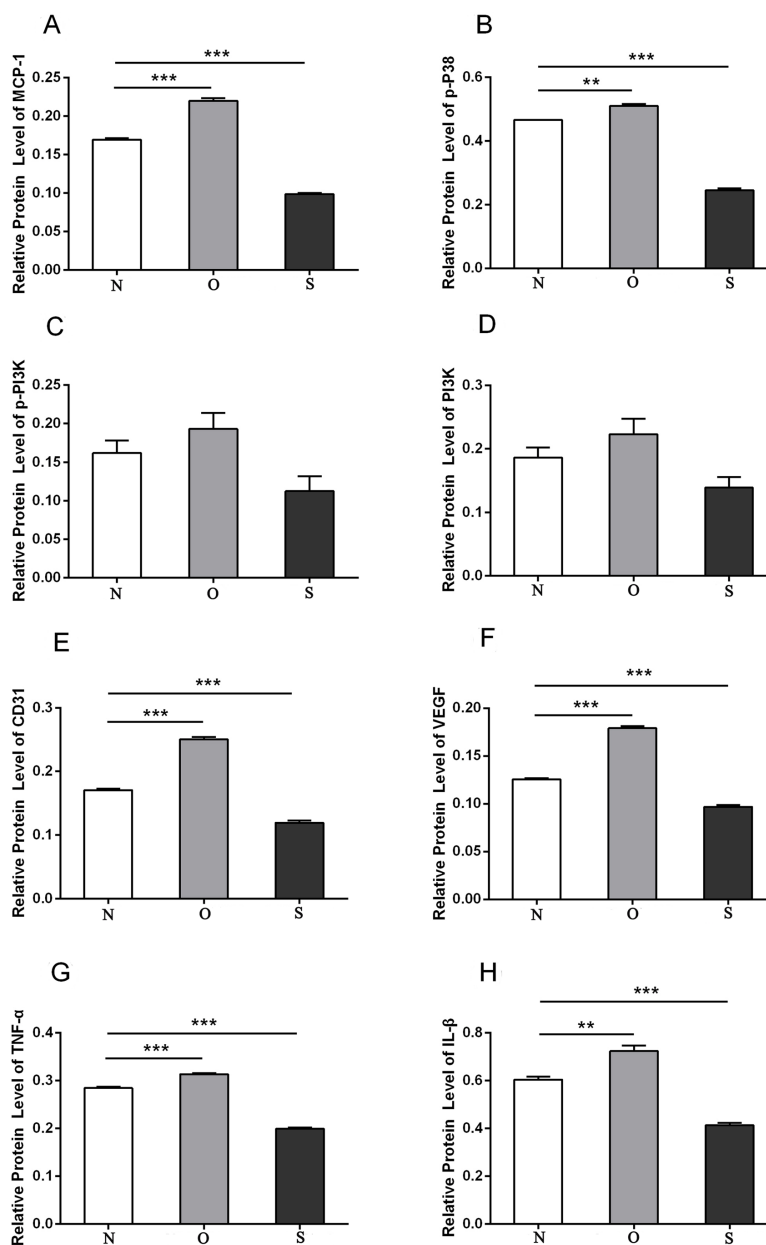 A
Relative Protein Level of MCP-1
0.25
0.20
0.15
0.10
0.05
0.00
***
***
N O S
B
Relative Protein Level of p-P38
0.6
0.4
0.2
0.0
***
**
N O S
C
Relative Protein Level of p-PI3K
0.25
0.20
0.15
0.10
0.05
0.00
N O S
D
Relative Protein Level of PI3K
0.3
0.2
0.1
0.0
N O S
E
Relative Protein Level of CD31
0.3
0.2
0.1
0.0
***
***
N O S
F
Relative Protein Level of VEGF
0.20
0.15
0.10
0.05
0.00
***
***
N O S
G
Relative Protein Level of TNF-α
0.4
0.3
0.2
0.1
0.0
***
***
N O S
H
Relative Protein Level of IL-β
0.8
0.6
0.4
0.2
0.0
***
**
N O S